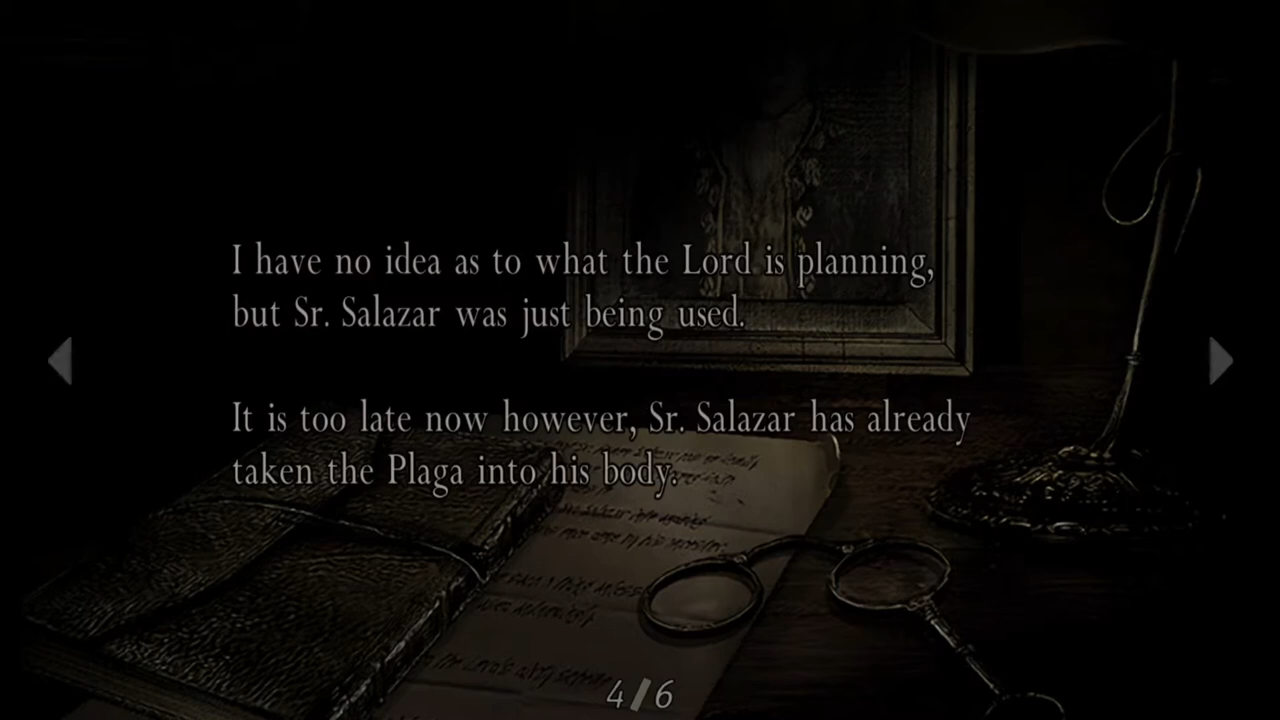 I have no idea as to what the Lord is planning,
but Sr. Salazar was just being used.
It is too late now however, Sr. Salazar has already
taken the Plaga into his body.
4/6